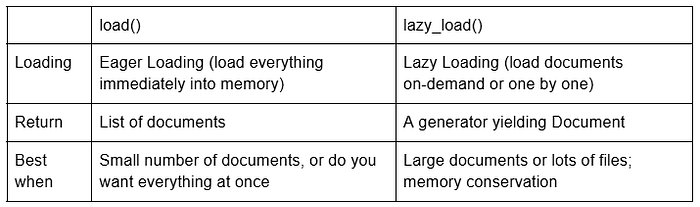 load()
lazy_load()
Loading
Eager Loading (load everything
immediately into memory)
Lazy Loading (load documents
on-demand or one by one)
Return
List of documents
A generator yielding Document
Best
when
Small number of documents, or do you
want everything at once
Large documents or lots of files;
memory conservation